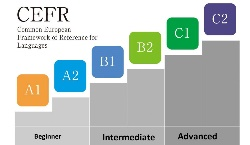 CEFR
Common European
Framework of Reference for
Languages
A1
A2
B1
B2
C1
C2
Beginner
Intermediate
Advanced